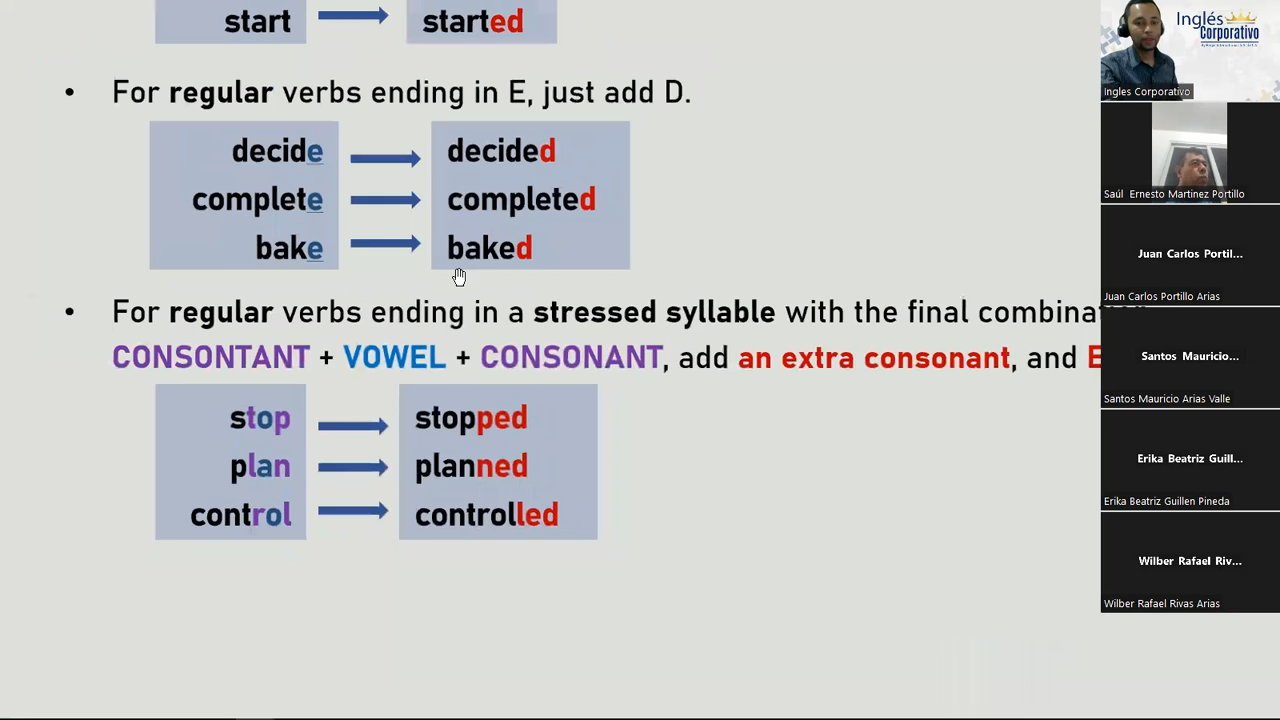 start
started
• For regular verbs ending in E, just add D.
decide
decided
complete
completed
bake
baked
• For regular verbs ending in a stressed syllable with the final
CONSONTANT + VOWEL + CONSONANT, add an extra consonant, and
stop
stopped
plan
planned
control
controlled
Inglés
Corporativo
Ingles Corporativo
Saúl Ernesto Martinez Portillo
Juan Carlos Portil...
Juan Carlos Portillo Arias
Santos Mauricio...
Santos Mauricio Arias Valle
Erika Beatriz Guill...
Erika Beatriz Guillen Pineda
Wilber Rafael Riv...
Wilber Rafael Rivas Arias